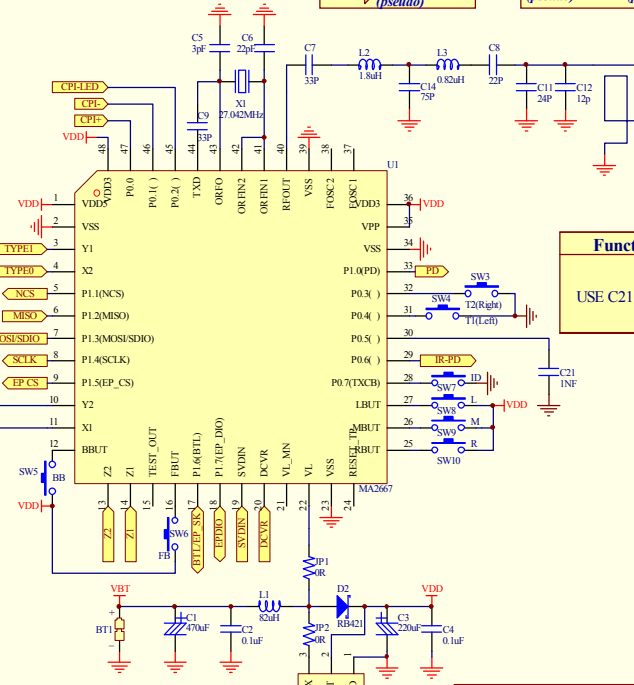 (pseudo)
C5
3pF
C6
22pF
X1
27.042MHz
C9
33P
C7
33P
L2
1.8uH
C14
75P
L3
0.82uH
C8
22P
C11
24P
C12
12p
CPI-LED
CPI-
CPI+
VDD
48
47
46
45
44
43
42
41
40
39
38
37
U1
VDD3
P0.0
P0.1( )
P0.2( )
TXD
ORFO
ORFIN2
ORFIN1
RFOUT
VSS
FOSC2
FOSC1
VDD
1
VDD5
2
VSS
TYPE1
3
Y1
TYPE0
4
X2
NCS
5
P1.1(NCS)
MISO
6
P1.2(MISO)
OSI/SDIO
7
P1.3(MOSI/SDIO)
SCLK
8
P1.4(SCLK)
EP CS
9
P1.5(EP_CS)
10
Y2
11
X1
12
BBUT
VDD3
36
VDD
VPP
35
VSS
34
P1.0(PD)
33
PD
P0.3( )
32
SW3
T2(Right)
P0.4( )
31
SW4
T1(Left)
P0.5( )
30
P0.6( )
29
IR-PD
P0.7(TXCB)
28
SW7
ID
LBUT
27
SW8
L
VDD
MBUT
26
SW9
M
RBUT
25
SW10
R
C21
1NF
Funct
USE C21
Z2
Z1
TEST_OUT
FBUT
P1.6(BTL)
P1.7(EP_DIO)
SVDIN
DCVR
VL_MN
VL
VSS
RESET_TP
MA2667
13
14
15
16
17
18
19
20
21
22
23
24
SW5
BB
VDD
Z2
Z1
SW6
FB
BTL/EP_SK
EPDIO
SVDIN
DCVR
JP1
0R
VBT
BT1
+
C1
470uF
C2
0.1uF
L1
82uH
D2
RB421
JP2
0R
C3
220uF
VDD
C4
0.1uF
3
2
1